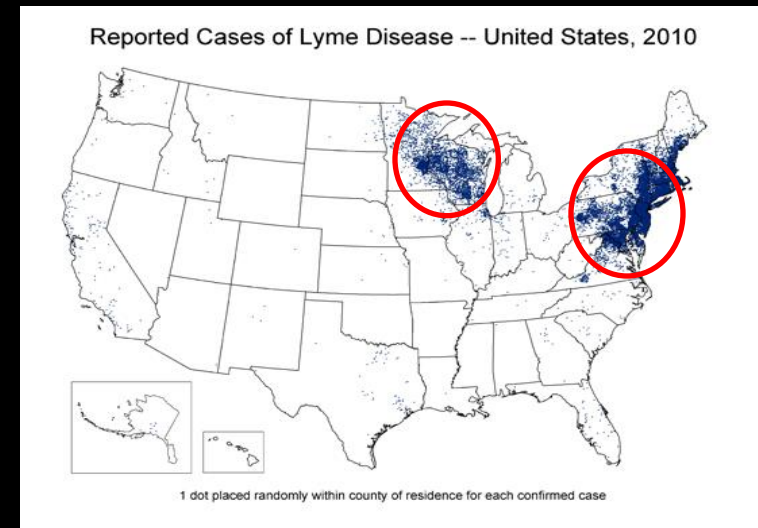 Reported Cases of Lyme Disease -- United States, 2010
1 dot placed randomly within county of residence for each confirmed case